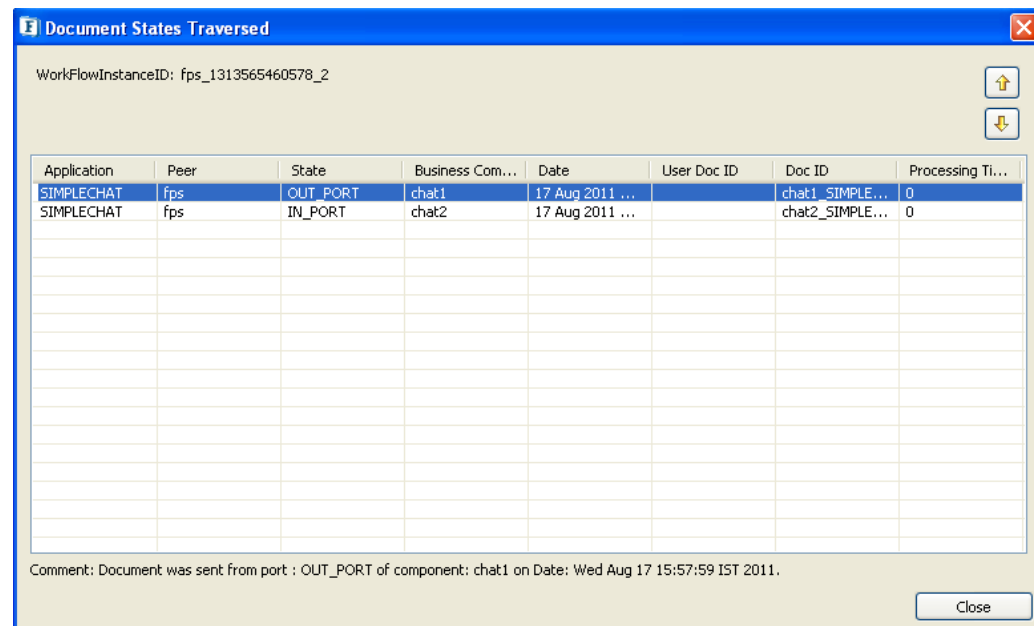 Document States Traversed
WorkFlowInstanceID: fps_1313565460578_2
Application Peer State Business Com... Date User Doc ID Doc ID Processing Ti...
SIMPLECHAT fps OUT_PORT chat1 17 Aug 2011 ... chat1_SIMPLE... 0
SIMPLECHAT fps IN_PORT chat2 17 Aug 2011 ... chat2_SIMPLE... 0
Comment: Document was sent from port : OUT_PORT of component: chat1 on Date: Wed Aug 17 15:57:59 IST 2011.
Close